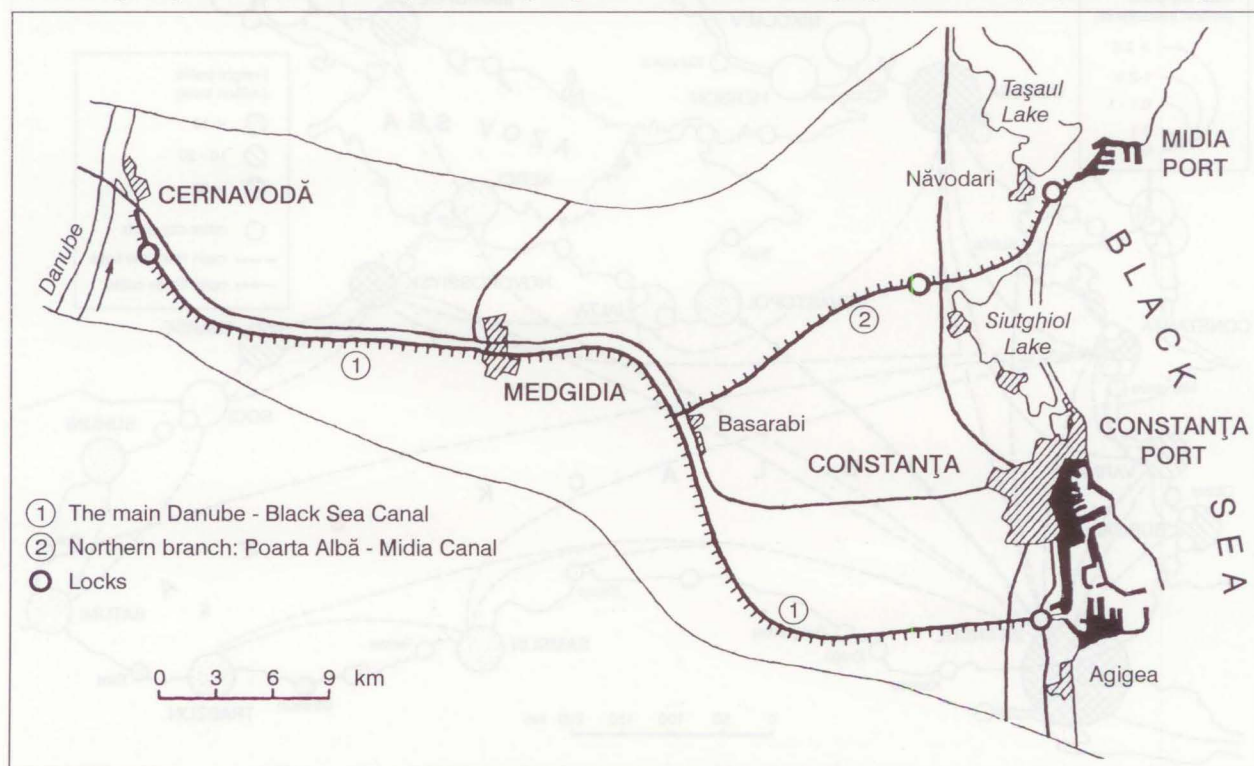 Taşaul
Lake
MIDIA
PORT
Năvodari
CERNAVODĂ
Danube
BLACK
SEA
2
Siutghiol
Lake
1
MEDGIDIA
Basarabi
CONSTANŢA
CONSTANŢA
PORT
1 The main Danube - Black Sea Canal
2 Northern branch: Poarta Albă - Midia Canal
Locks
1
Agigea
0 3 6 9 km